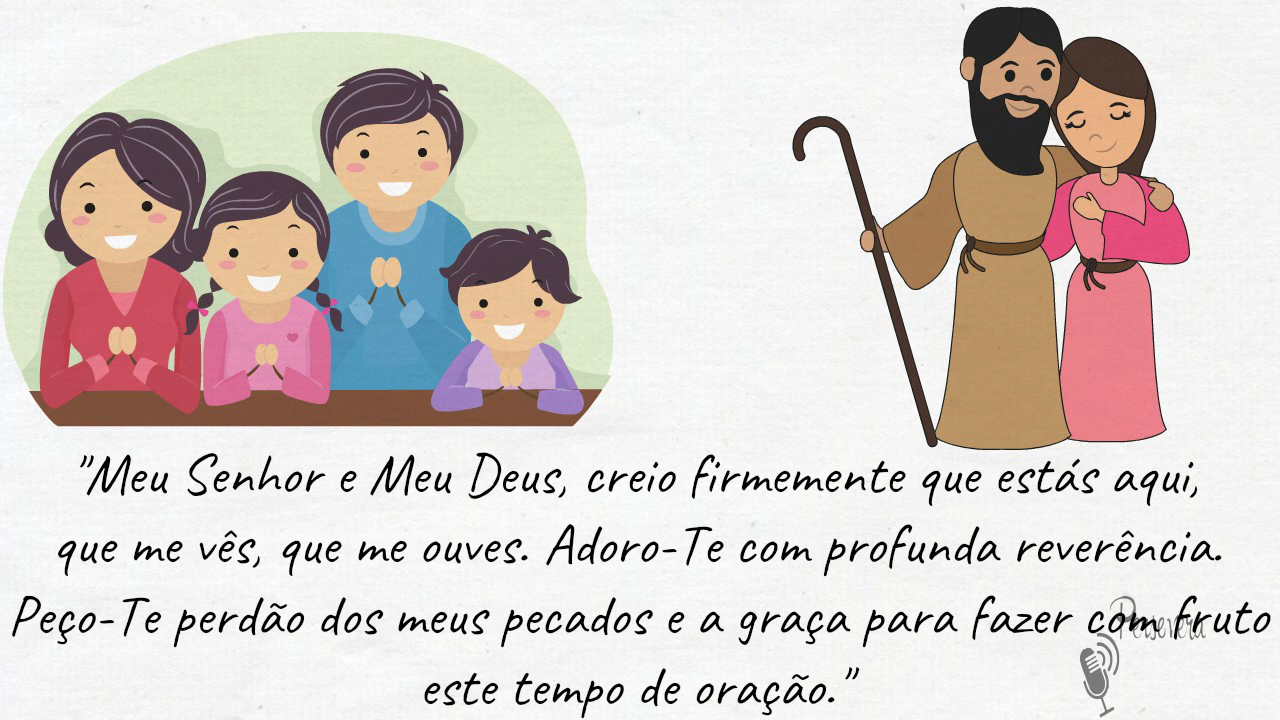 "Meu Senhor e Meu Deus, creio firmemente que estás aqui,
que me vês, que me ouves. Adoro-Te com profunda reverência.
Peço-Te perdão dos meus pecados e a graça para fazer com fruto
este tempo de oração."
Persevera